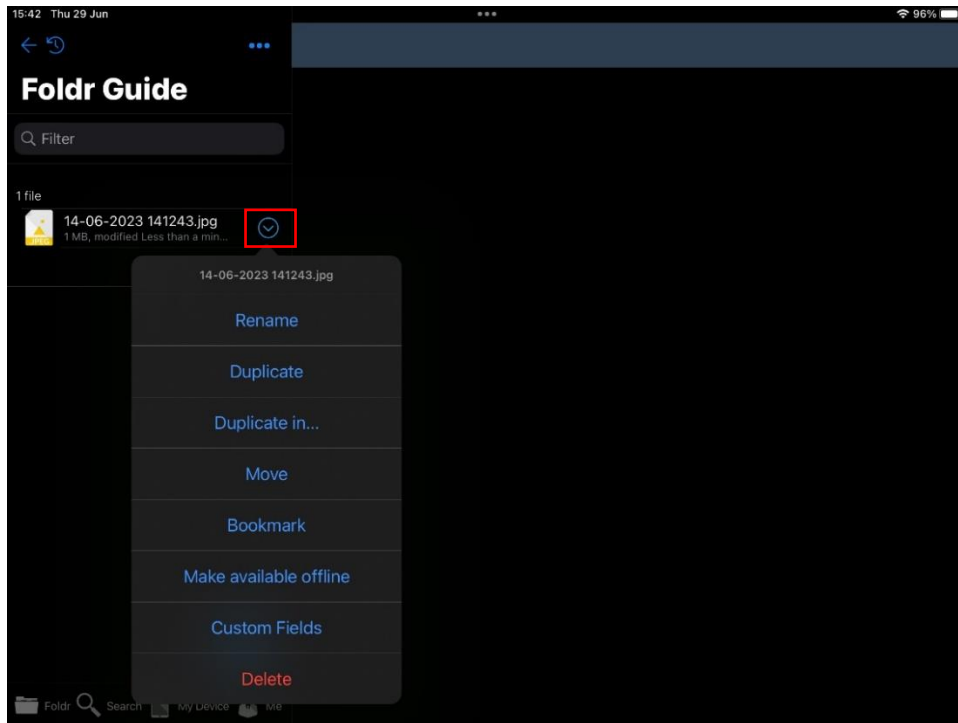 15:42 Thu 29 Jun
96%
Foldr Guide
Filter
1 file
14-06-2023 141243.jpg
JPEG
1 MB, modified Less than a min...
14-06-2023 141243.jpg
Rename
Duplicate
Duplicate in...
Move
Bookmark
Make available offline
Custom Fields
Delete
Foldr Search My Device Me